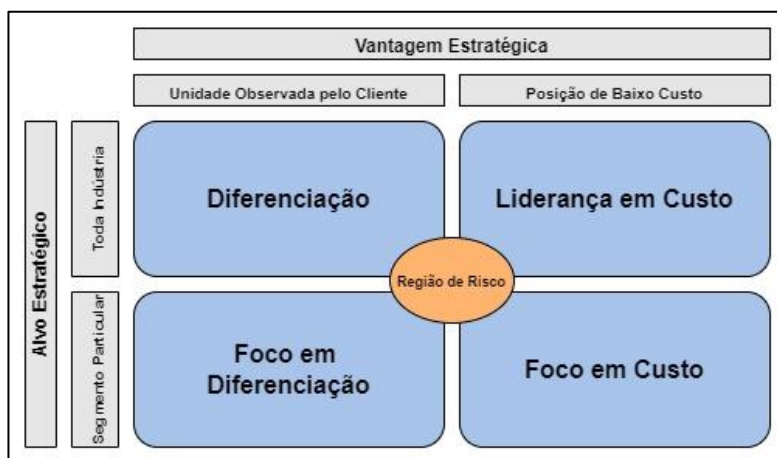 Vantagem Estratégica
Unidade Observada pelo Cliente
Posição de Baixo Custo
Alvo Estratégico
Toda Indústria
Diferenciação
Liderança em Custo
Região de Risco
Segmento Particular
Foco em
Diferenciação
Foco em Custo